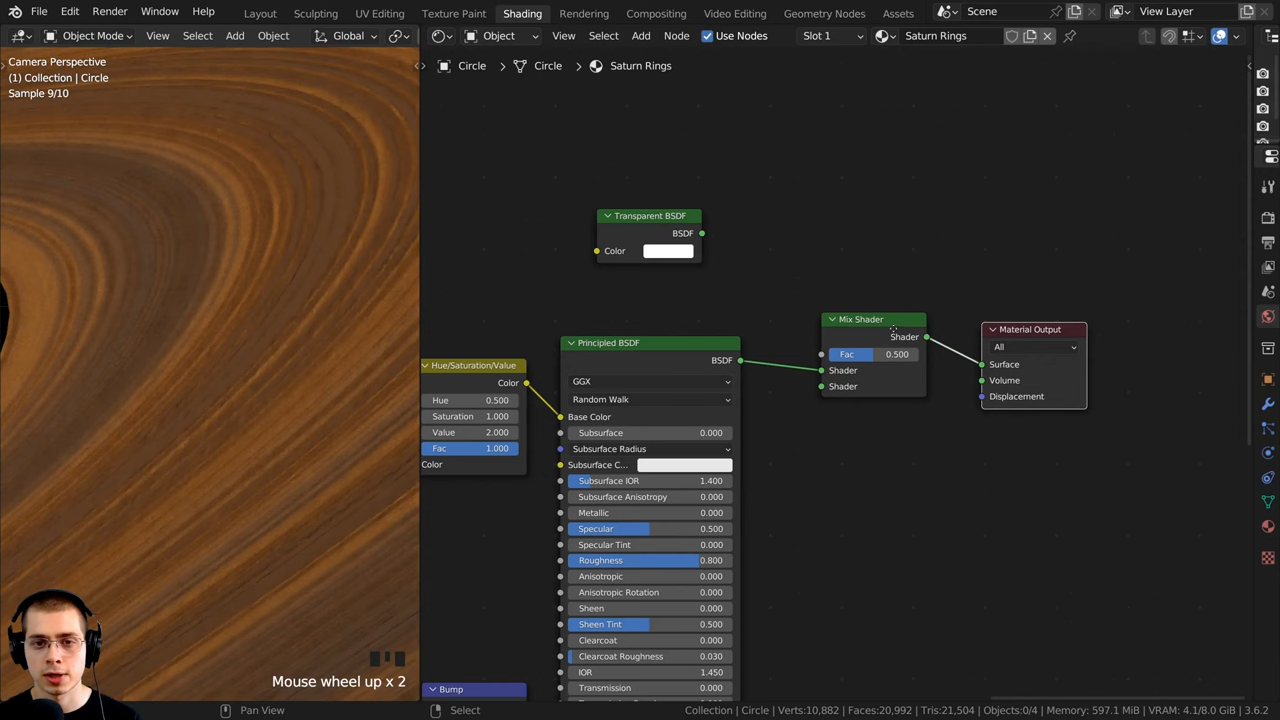 File Edit Render Window Help Layout Sculpting UV Editing Texture Paint Shading Rendering Compositing Video Editing Geometry Nodes Assets Scene View Layer
Object Mode View Select Add Object Global Object View Select Add Node Use Nodes Slot 1 Saturn Rings
Camera Perspective
(1) Collection | Circle
Sample 9/10
Circle > Circle > Saturn Rings
Transparent BSDF
BSDF
Color
Mix Shader
Shader
Fac 0.500
Shader
Shader
Material Output
All
Surface
Volume
Displacement
Hue/Saturation/Value
Color
Hue 0.500
Saturation 1.000
Value 2.000
Fac 1.000
Color
Principled BSDF
BSDF
GGX
Random Walk
Base Color
Subsurface 0.000
Subsurface Radius
Subsurface C...
Subsurface IOR 1.400
Subsurface Anisotropy 0.000
Metallic 0.000
Specular 0.500
Specular Tint 0.000
Roughness 0.800
Anisotropic 0.000
Anisotropic Rotation 0.000
Sheen 0.000
Sheen Tint 0.500
Clearcoat 0.000
Clearcoat Roughness 0.030
IOR 1.450
Transmission 0.000
Bump
Mouse wheel up x 2
Pan View Select Collection | Circle | Verts:10,882 | Faces:20,992 | Tris:21,504 | Objects:0/4 | Memory: 597.1 MiB | VRAM: 4.1/8.0 GiB | 3.6.2